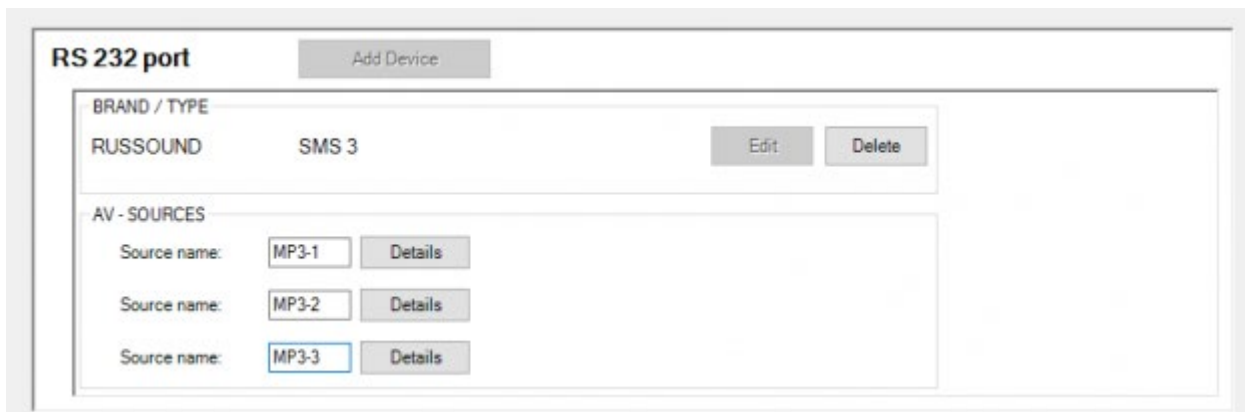 RS 232 port Add Device
BRAND / TYPE
RUSSOUND SMS 3 Edit Delete
AV - SOURCES
Source name: MP3-1 Details
Source name: MP3-2 Details
Source name: MP3-3 Details